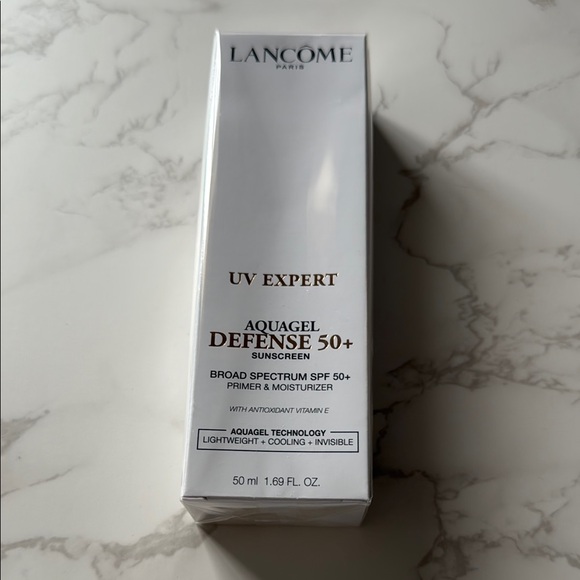 LANCÔME
PARIS
UV EXPERT
AQUAGEL
DEFENSE 50+
SUNSCREEN
BROAD SPECTRUM SPF 50+
PRIMER & MOISTURIZER
WITH ANTIOXIDANT VITAMIN E
AQUAGEL TECHNOLOGY
LIGHTWEIGHT + COOLING + INVISIBLE
50 ml 1.69 FL. OZ.